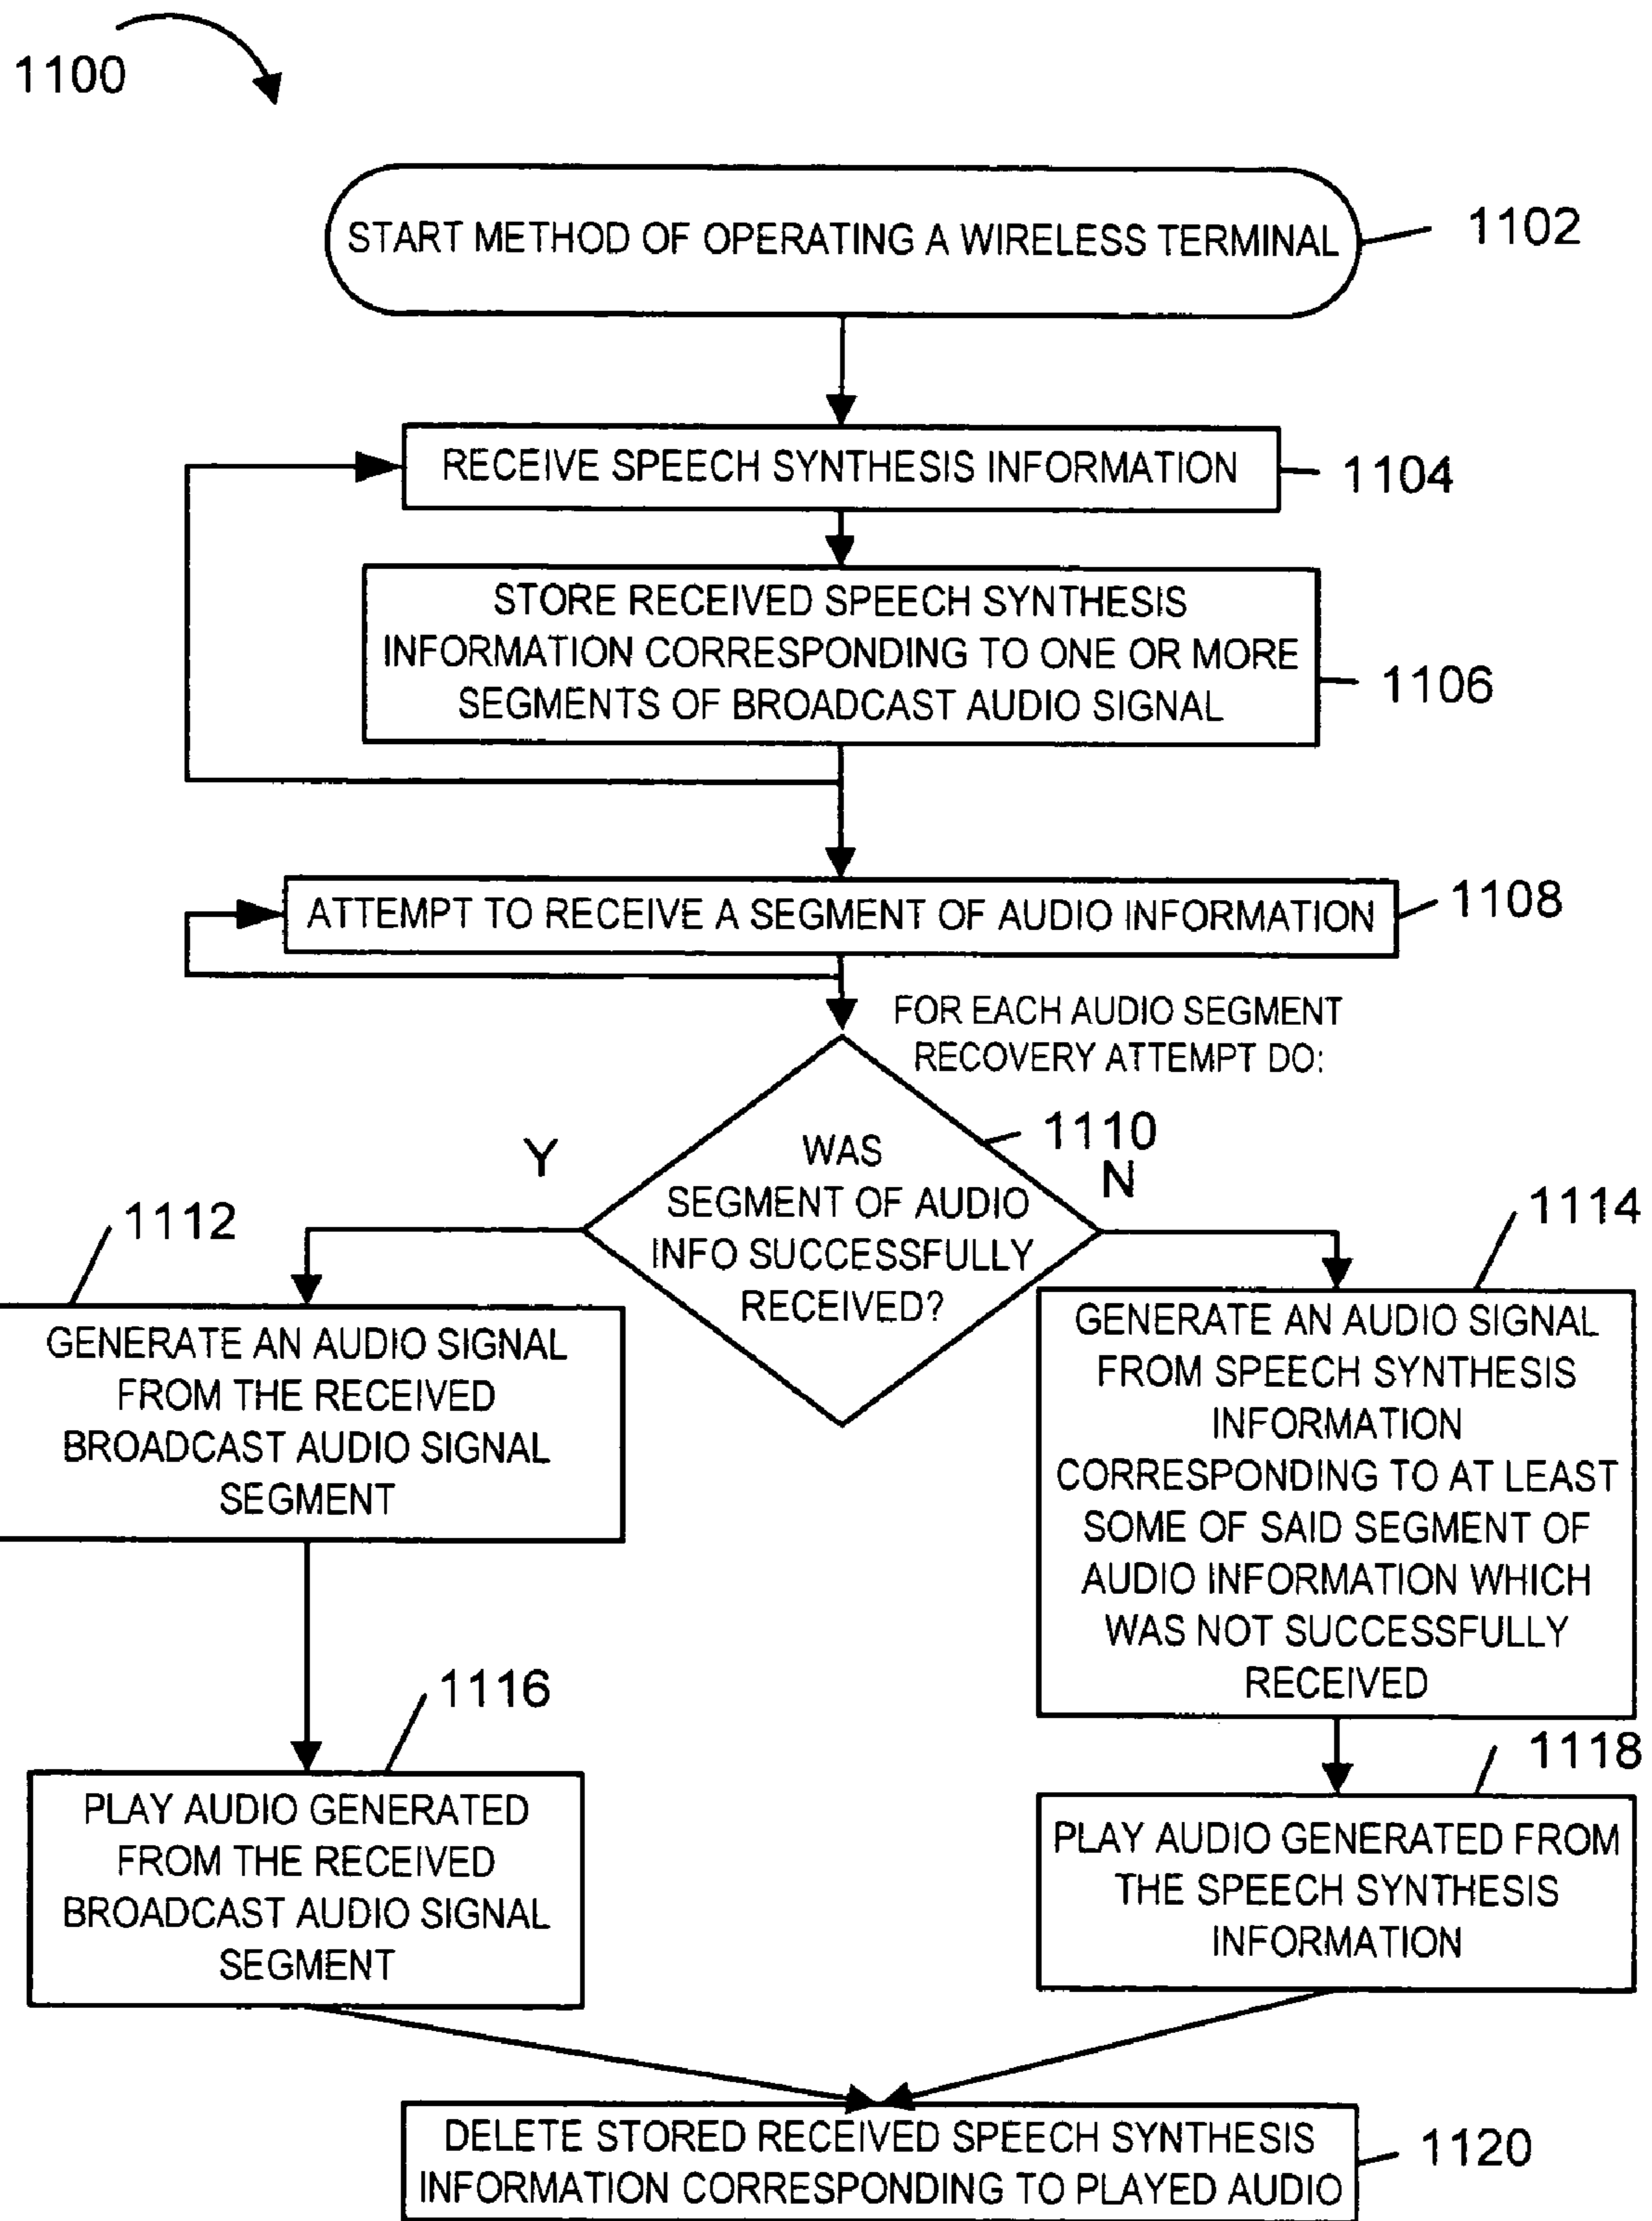 1100
START METHOD OF OPERATING A WIRELESS TERMINAL
1102
RECEIVE SPEECH SYNTHESIS INFORMATION
1104
STORE RECEIVED SPEECH SYNTHESIS
INFORMATION CORRESPONDING TO ONE OR MORE
SEGMENTS OF BROADCAST AUDIO SIGNAL
1106
ATTEMPT TO RECEIVE A SEGMENT OF AUDIO INFORMATION
1108
FOR EACH AUDIO SEGMENT
RECOVERY ATTEMPT DO:
WAS
SEGMENT OF AUDIO
INFO SUCCESSFULLY
RECEIVED?
1110
Y
N
1112
GENERATE AN AUDIO SIGNAL
FROM THE RECEIVED
BROADCAST AUDIO SIGNAL
SEGMENT
1114
GENERATE AN AUDIO SIGNAL
FROM SPEECH SYNTHESIS
INFORMATION
CORRESPONDING TO AT LEAST
SOME OF SAID SEGMENT OF
AUDIO INFORMATION WHICH
WAS NOT SUCCESSFULLY
RECEIVED
1116
PLAY AUDIO GENERATED
FROM THE RECEIVED
BROADCAST AUDIO SIGNAL
SEGMENT
1118
PLAY AUDIO GENERATED FROM
THE SPEECH SYNTHESIS
INFORMATION
DELETE STORED RECEIVED SPEECH SYNTHESIS
INFORMATION CORRESPONDING TO PLAYED AUDIO
1120